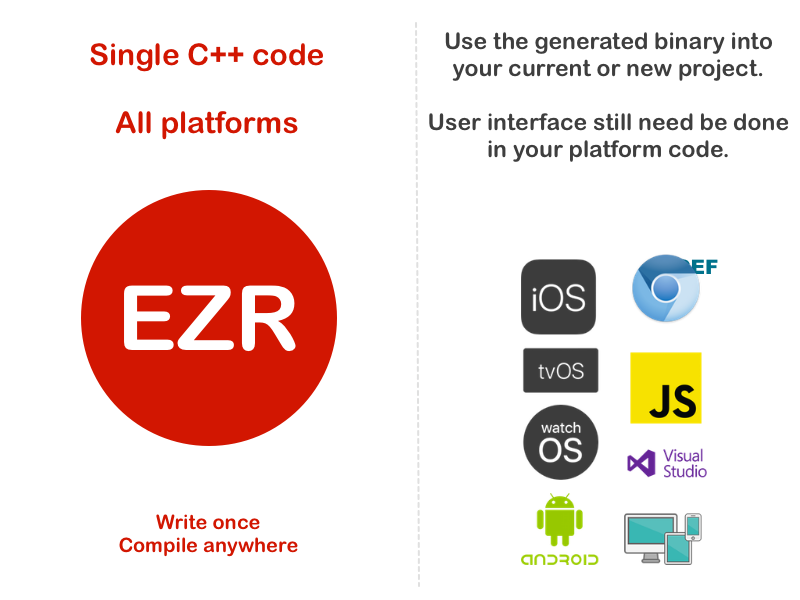 Single C++ code
All platforms
EZR
Write once
Compile anywhere
Use the generated binary into
your current or new project.
User interface still need be done
in your platform code.
iOS
EF
tvOS
JS
watch
OS
Visual
Studio
ANDROID